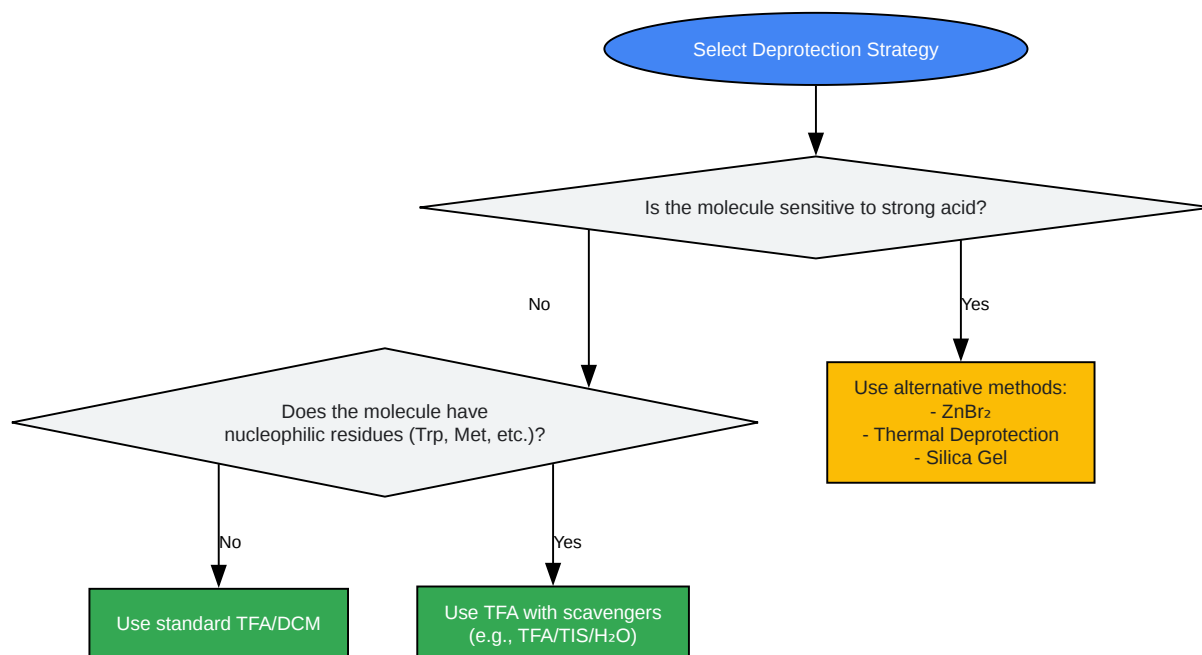 Select Deprotection Strategy
Is the molecule sensitive to strong acid?
No
Yes
Use alternative methods:
- ZnBr₂
- Thermal Deprotection
- Silica Gel
Does the molecule have
nucleophilic residues (Trp, Met, etc.)?
No
Yes
Use standard TFA/DCM
Use TFA with scavengers
(e.g., TFA/TIS/H₂O)